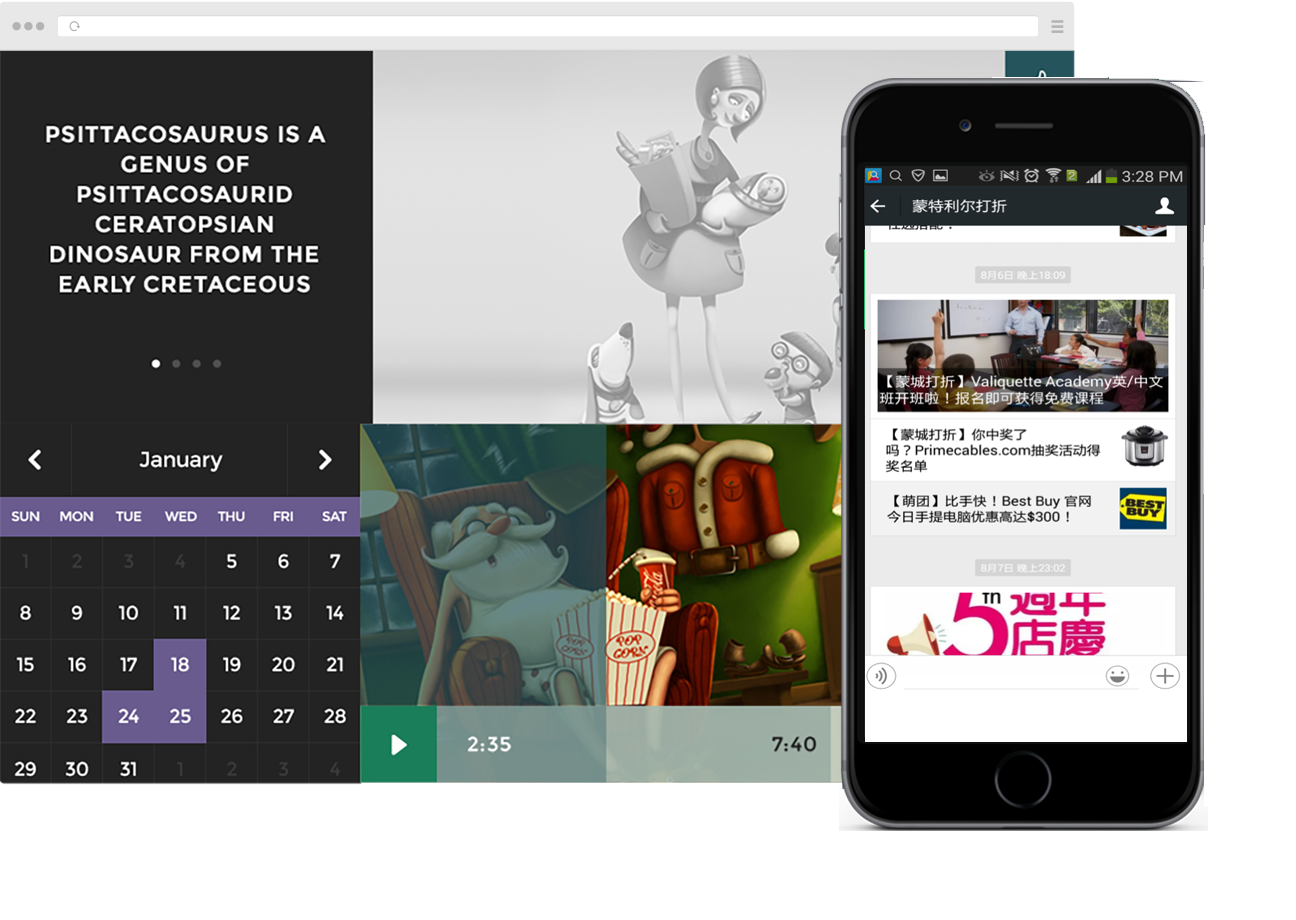 PSITTACOSAURUS IS A
GENUS OF
PSITTACOSAURID
CERATOPSIAN
DINOSAUR FROM THE
EARLY CRETACEOUS
January
SUN MON TUE WED THU FRI SAT
1 2 3 4 5 6 7
8 9 10 11 12 13 14
15 16 17 18 19 20 21
22 23 24 25 26 27 28
29 30 31 1 2 3 4
POP
CORN
POP
CORN
2:35
7:40
3:28 PM
蒙特利尔打折
8月6日 晚上18:09
【蒙城打折】Valiquette Academy英/中文
班开班啦！报名即可获得免费课程
【蒙城打折】你中奖了
吗？Primecables.com抽奖活动得
奖名单
【萌团】比手快！Best Buy 官网
今日手提电脑优惠高达$300！
BEST
BUY
8月7日 晚上23:02
5th 週年
店慶